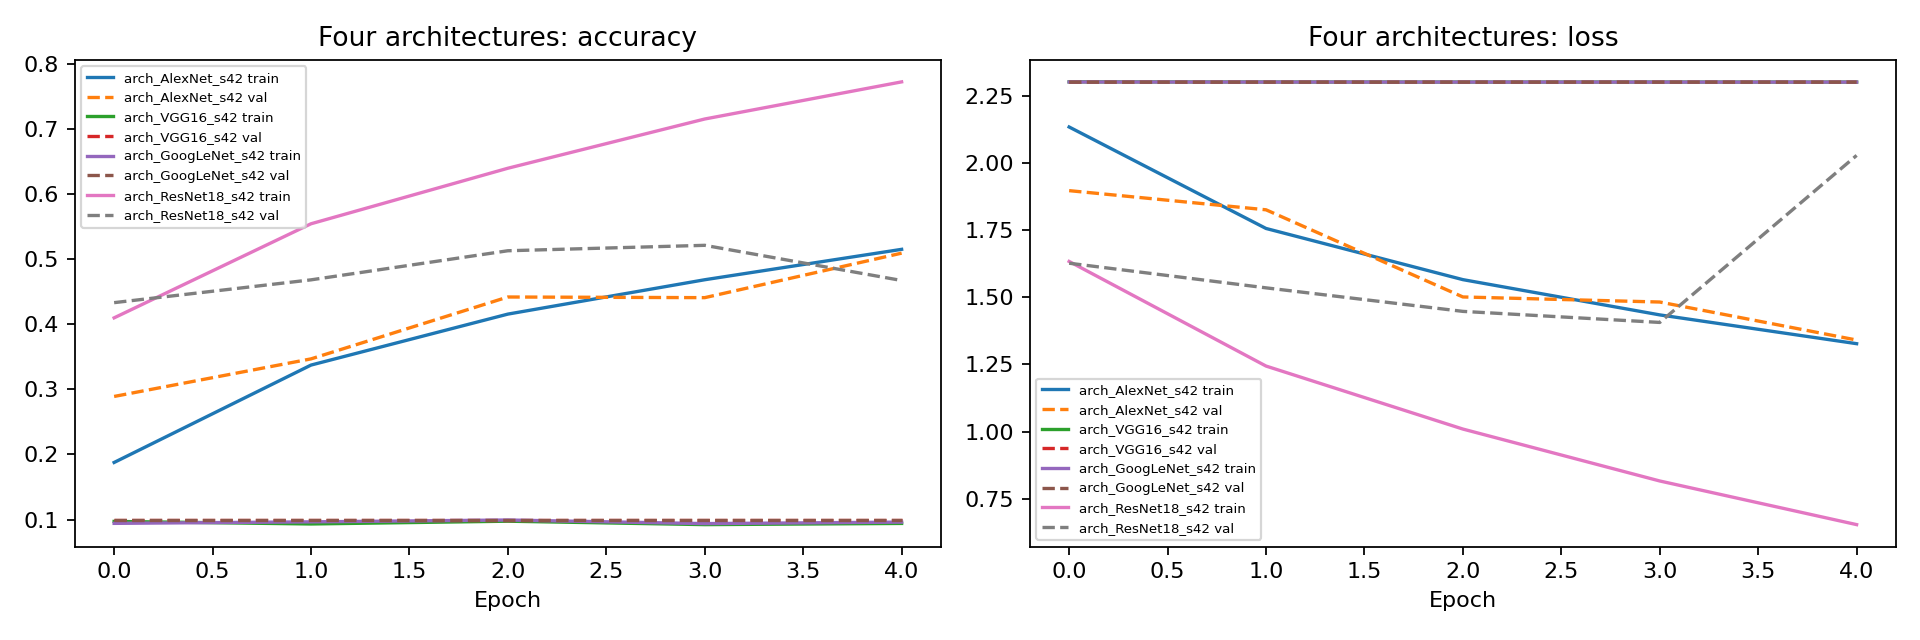 Four architectures: accuracy
0.8
0.7
0.6
0.5
0.4
0.3
0.2
0.1
arch_AlexNet_s42 train
arch_AlexNet_s42 val
arch_VGG16_s42 train
arch_VGG16_s42 val
arch_GoogLeNet_s42 train
arch_GoogLeNet_s42 val
arch_ResNet18_s42 train
arch_ResNet18_s42 val
0.0 0.5 1.0 1.5 2.0 2.5 3.0 3.5 4.0
Epoch
Four architectures: loss
2.25
2.00
1.75
1.50
1.25
1.00
0.75
arch_AlexNet_s42 train
arch_AlexNet_s42 val
arch_VGG16_s42 train
arch_VGG16_s42 val
arch_GoogLeNet_s42 train
arch_GoogLeNet_s42 val
arch_ResNet18_s42 train
arch_ResNet18_s42 val
0.0 0.5 1.0 1.5 2.0 2.5 3.0 3.5 4.0
Epoch